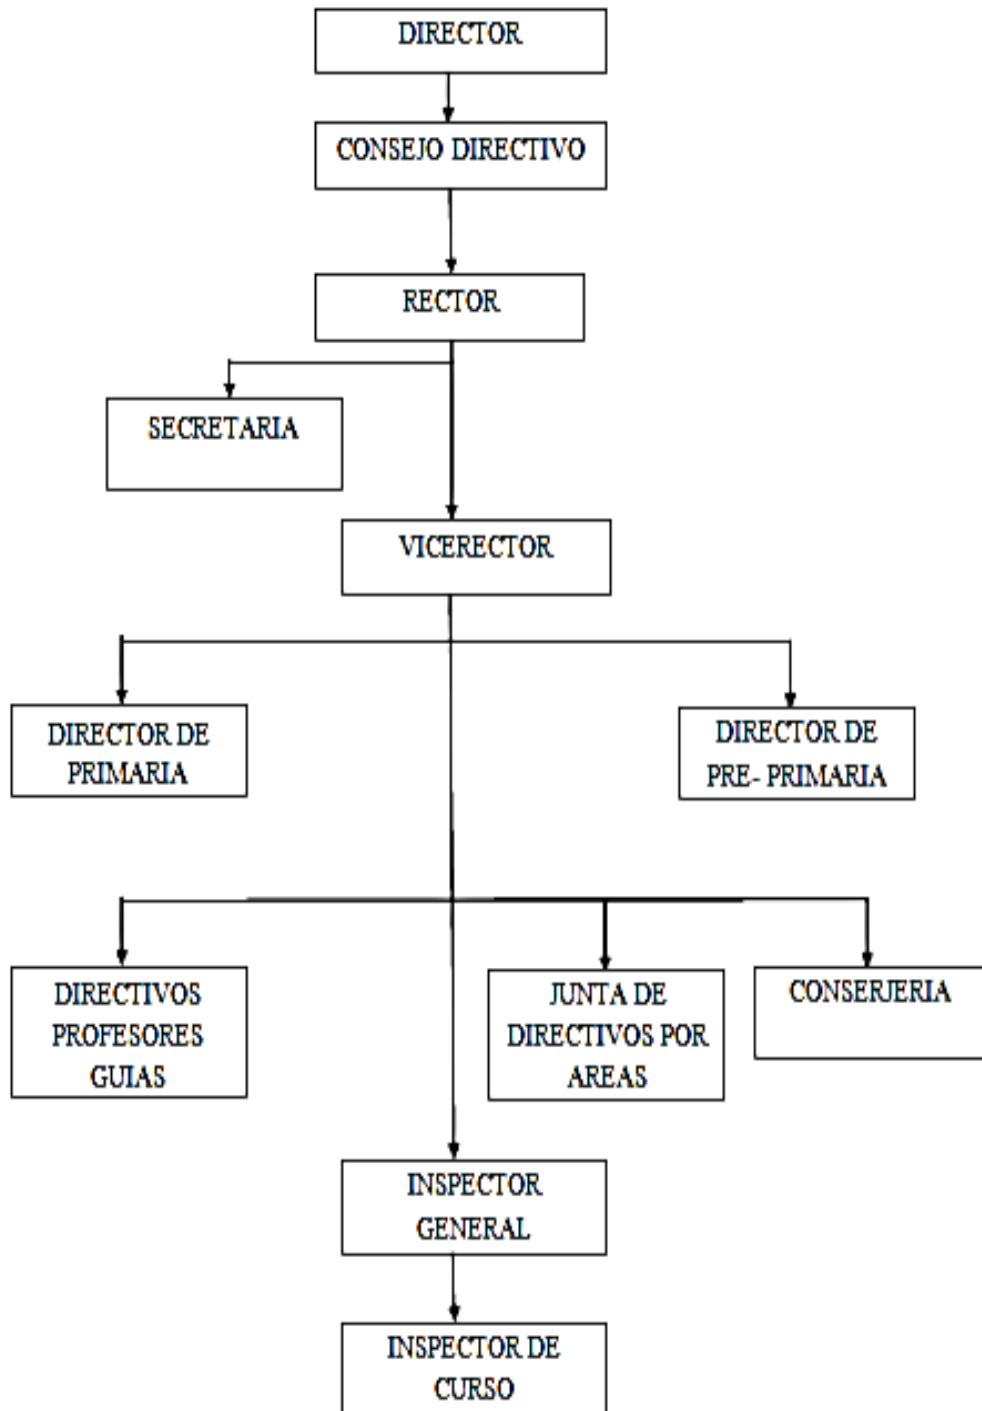 DIRECTOR
CONSEJO DIRECTIVO
RECTOR
SECRETARIA
VICERECTOR
DIRECTOR DE
PRIMARIA
DIRECTOR DE
PRE- PRIMARIA
DIRECTIVOS
PROFESORES
GUIAS
JUNTA DE
DIRECTIVOS POR
AREAS
CONSERJERIA
INSPECTOR
GENERAL
INSPECTOR DE
CURSO